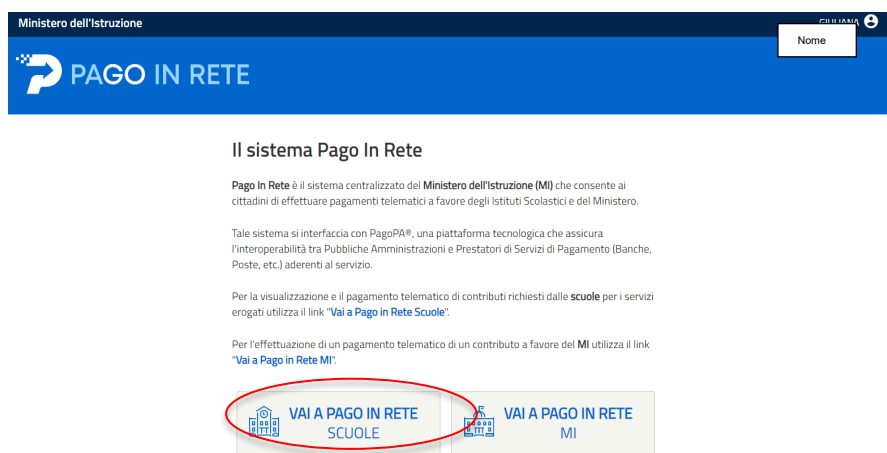 Ministero dell'Istruzione
GIULIANA
Nome
PAGO IN RETE
Il sistema Pago In Rete
Pago In Rete è il sistema centralizzato del Ministero dell'Istruzione (MI) che consente ai
cittadini di effettuare pagamenti telematici a favore degli Istituti Scolastici e del Ministero.
Tale sistema si interfaccia con PagoPA®, una piattaforma tecnologica che assicura
l'interoperabilità tra Pubbliche Amministrazioni e Prestatori di Servizi di Pagamento (Banche,
Poste, etc.) aderenti al servizio.
Per la visualizzazione e il pagamento telematico di contributi richiesti dalle scuole per i servizi
erogati utilizza il link "Vai a Pago in Rete Scuole".
Per l'effettuazione di un pagamento telematico di un contributo a favore del MI utilizza il link
"Vai a Pago in Rete MI".
VAI A PAGO IN RETE
SCUOLE
VAI A PAGO IN RETE
MI